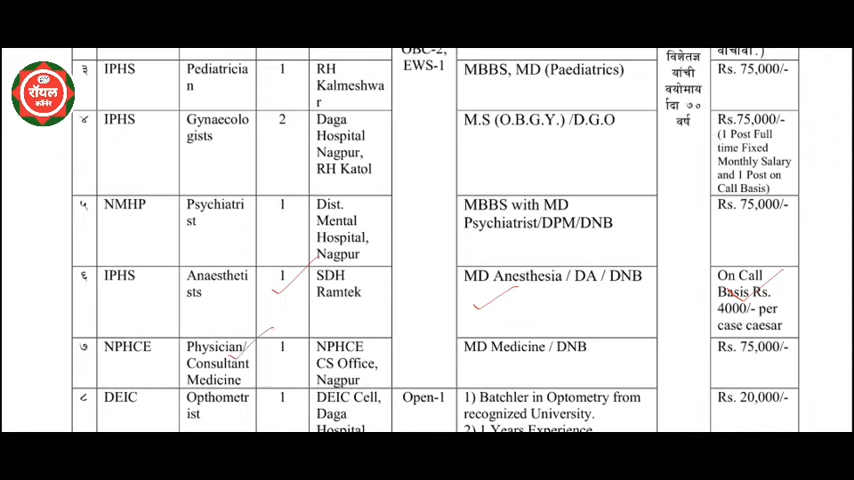 OBC-2,
EWS-1
विशेतज्ञ
यांची
वयोमार्य
र्दा ७०
वर्ष
रॉयल
कॉर्नर
३ IPHS Pediatricia 1 RH MBBS, MD (Paediatrics) Rs. 75,000/-
n Kalmeshwa
r
४ IPHS Gynaecolo 2 Daga M.S (O.B.G.Y.) /D.G.O Rs.75,000/-
gists Hospital (1 Post Full
Nagpur, time Fixed
RH Katol Monthly Salary
and 1 Post on
Call Basis)
५ NMHP Psychiatri 1 Dist. MBBS with MD Rs. 75,000/-
st Mental Psychiatrist/DPM/DNB
Hospital,
Nagpur
६ IPHS Anaestheti 1 SDH MD Anesthesia / DA / DNB On Call
sts Ramtek Basis Rs.
4000/- per
case caesar
७ NPHCE Physician/ 1 NPHCE MD Medicine / DNB Rs. 75,000/-
Consultant CS Office,
Medicine Nagpur
८ DEIC Opthometr 1 DEIC Cell, Open-1 1) Batchler in Optometry from Rs. 20,000/-
ist Daga recognized University.
Hospital 2) 1 Years Experience